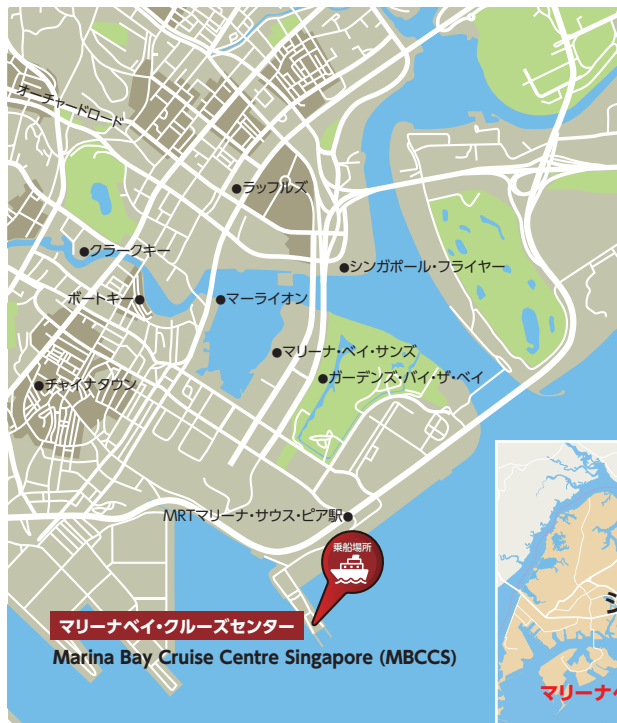 オーチャードロード
ラッフルズ
クラークキー
シンガポール・フライヤー
ボートキー
マーライオン
マリーナ・ベイ・サンズ
ガーデンズ・バイ・ザ・ベイ
チャイナタウン
MRTマリーナ・サウス・ピア駅
乗船場所
マリーナベイ・クルーズセンター
Marina Bay Cruise Centre Singapore (MBCCS)
マリーナベ